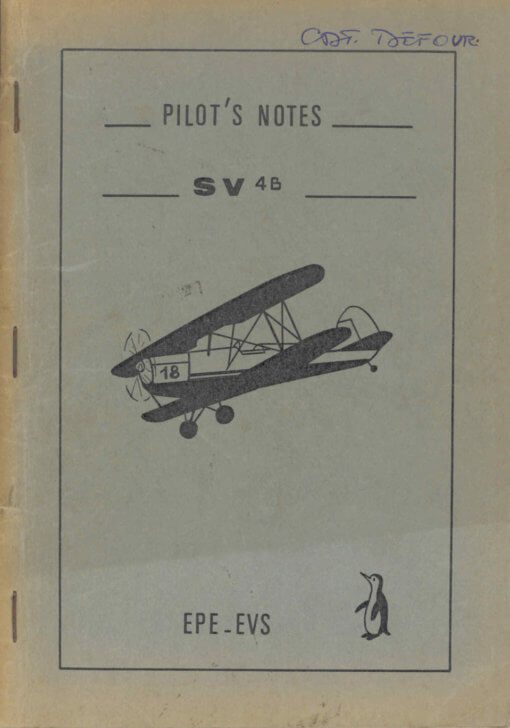 CDT. DEFOUR.
PILOT'S NOTES
SV 4B
18
EPE-EVS